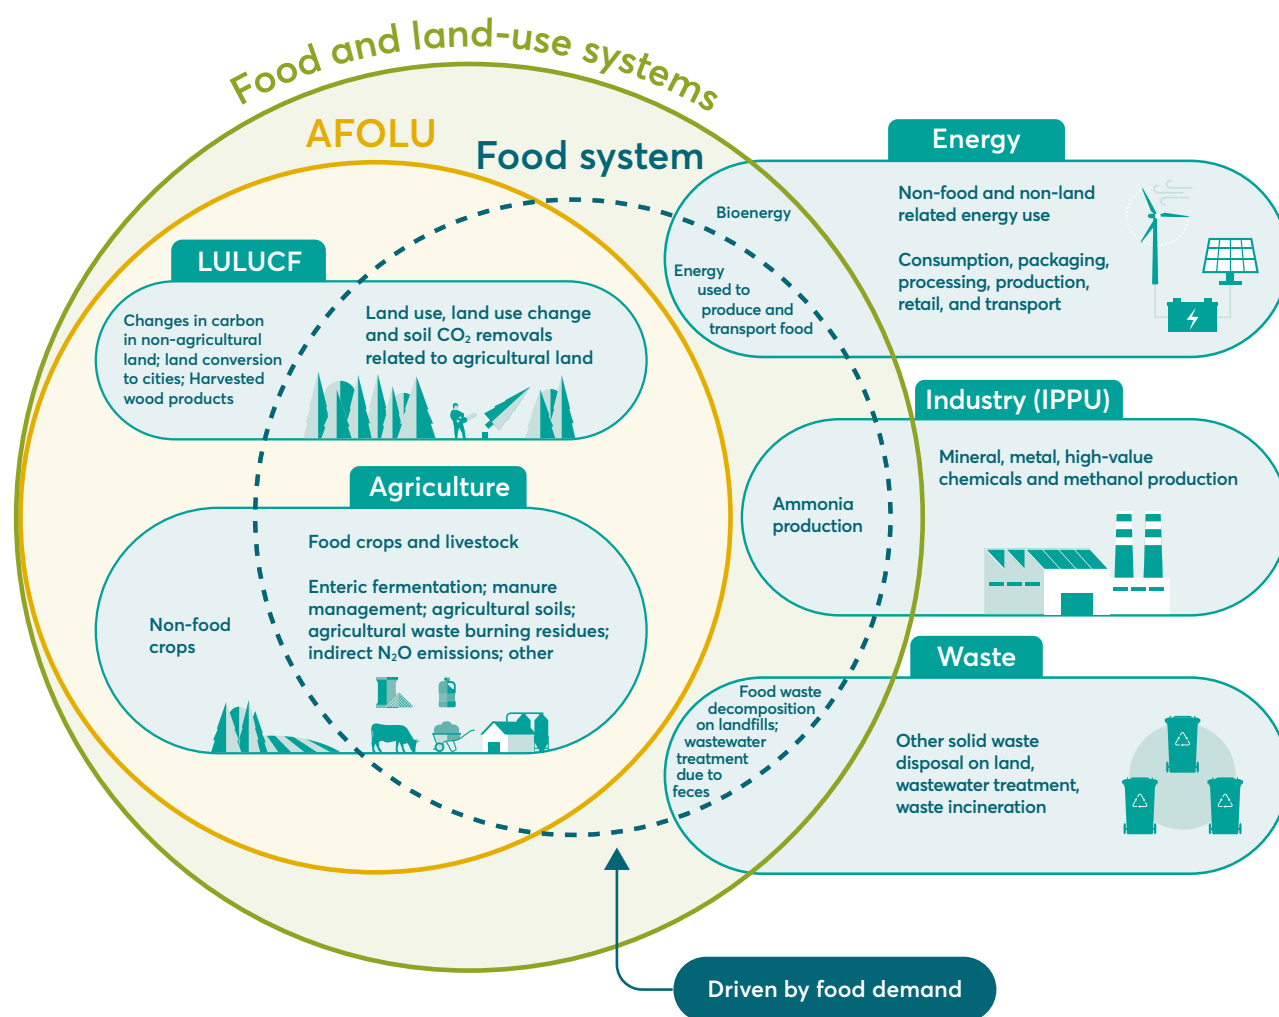 Food and land-use systems
AFOLU
Food system
LULUCF
Changes in carbon
in non-agricultural
land; land conversion
to cities; Harvested
wood products
Land use, land use change
and soil CO₂ removals
related to agricultural land
Agriculture
Non-food
crops
Food crops and livestock
Enteric fermentation; manure
management; agricultural soils;
agricultural waste burning residues;
indirect N₂O emissions; other
Energy
Bioenergy
Energy
used to
produce and
transport food
Non-food and non-land
related energy use
Consumption, packaging,
processing, production,
retail, and transport
Industry (IPPU)
Ammonia
production
Mineral, metal, high-value
chemicals and methanol production
Waste
Food waste
decomposition
on landfills;
wastewater
treatment
due to
feces
Other solid waste
disposal on land,
wastewater treatment,
waste incineration
Driven by food demand